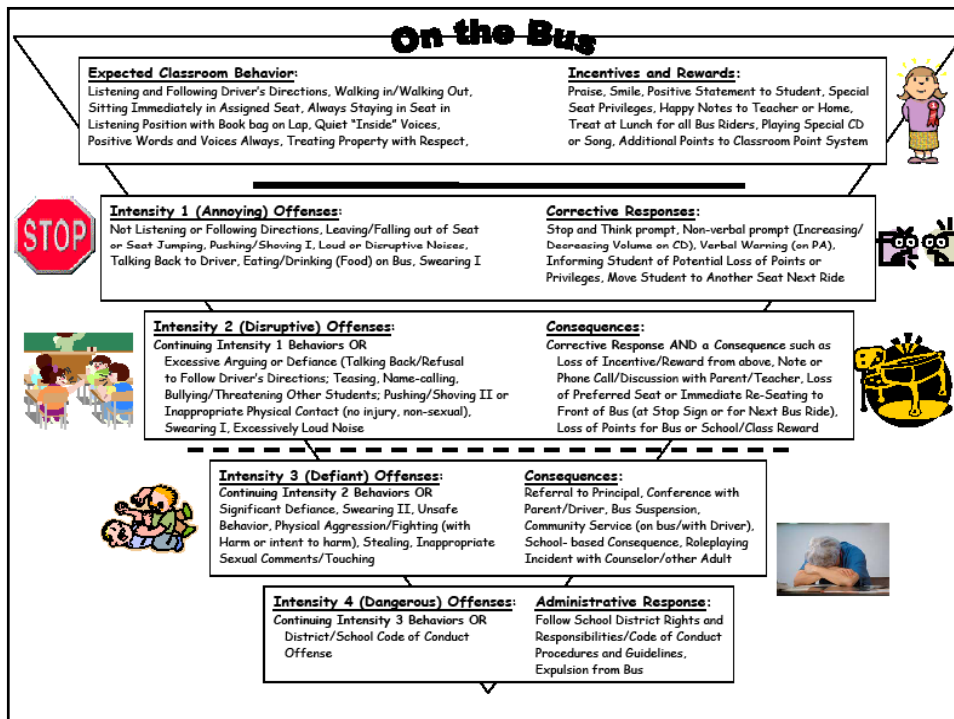 On the Bus
Expected Classroom Behavior:
Listening and Following Driver's Directions, Walking in/Walking Out,
Sitting Immediately in Assigned Seat, Always Staying in Seat in
Listening Position with Book bag on Lap, Quiet "Inside" Voices,
Positive Words and Voices Always, Treating Property with Respect,
Incentives and Rewards:
Praise, Smile, Positive Statement to Student, Special
Seat Privileges, Happy Notes to Teacher or Home,
Treat at Lunch for all Bus Riders, Playing Special CD
or Song, Additional Points to Classroom Point System
STOP
Intensity 1 (Annoying) Offenses:
Not Listening or Following Directions, Leaving/Falling out of Seat
or Seat Jumping, Pushing/Shoving I, Loud or Disruptive Noises,
Talking Back to Driver, Eating/Drinking (Food) on Bus, Swearing I
Corrective Responses:
Stop and Think prompt, Non-verbal prompt (Increasing/
Decreasing Volume on CD), Verbal Warning (on PA),
Informing Student of Potential Loss of Points or
Privileges, Move Student to Another Seat Next Ride
Intensity 2 (Disruptive) Offenses:
Continuing Intensity 1 Behaviors OR
Excessive Arguing or Defiance (Talking Back/Refusal
to Follow Driver's Directions; Teasing, Name-calling,
Bullying/Threatening Other Students; Pushing/Shoving II or
Inappropriate Physical Contact (no injury, non-sexual),
Swearing I, Excessively Loud Noise
Consequences:
Corrective Response AND a Consequence such as
Loss of Incentive/Reward from above, Note or
Phone Call/Discussion with Parent/Teacher, Loss
of Preferred Seat or Immediate Re-Seating to
Front of Bus (at Stop Sign or for Next Bus Ride),
Loss of Points for Bus or School/Class Reward
Intensity 3 (Defiant) Offenses:
Continuing Intensity 2 Behaviors OR
Significant Defiance, Swearing II, Unsafe
Behavior, Physical Aggression/Fighting (with
Harm or intent to harm), Stealing, Inappropriate
Sexual Comments/Touching
Consequences:
Referral to Principal, Conference with
Parent/Driver, Bus Suspension,
Community Service (on bus/with Driver),
School- based Consequence, Roleplaying
Incident with Counselor/other Adult
Intensity 4 (Dangerous) Offenses:
Continuing Intensity 3 Behaviors OR
District/School Code of Conduct
Offense
Administrative Response:
Follow School District Rights and
Responsibilities/Code of Conduct
Procedures and Guidelines,
Expulsion from Bus